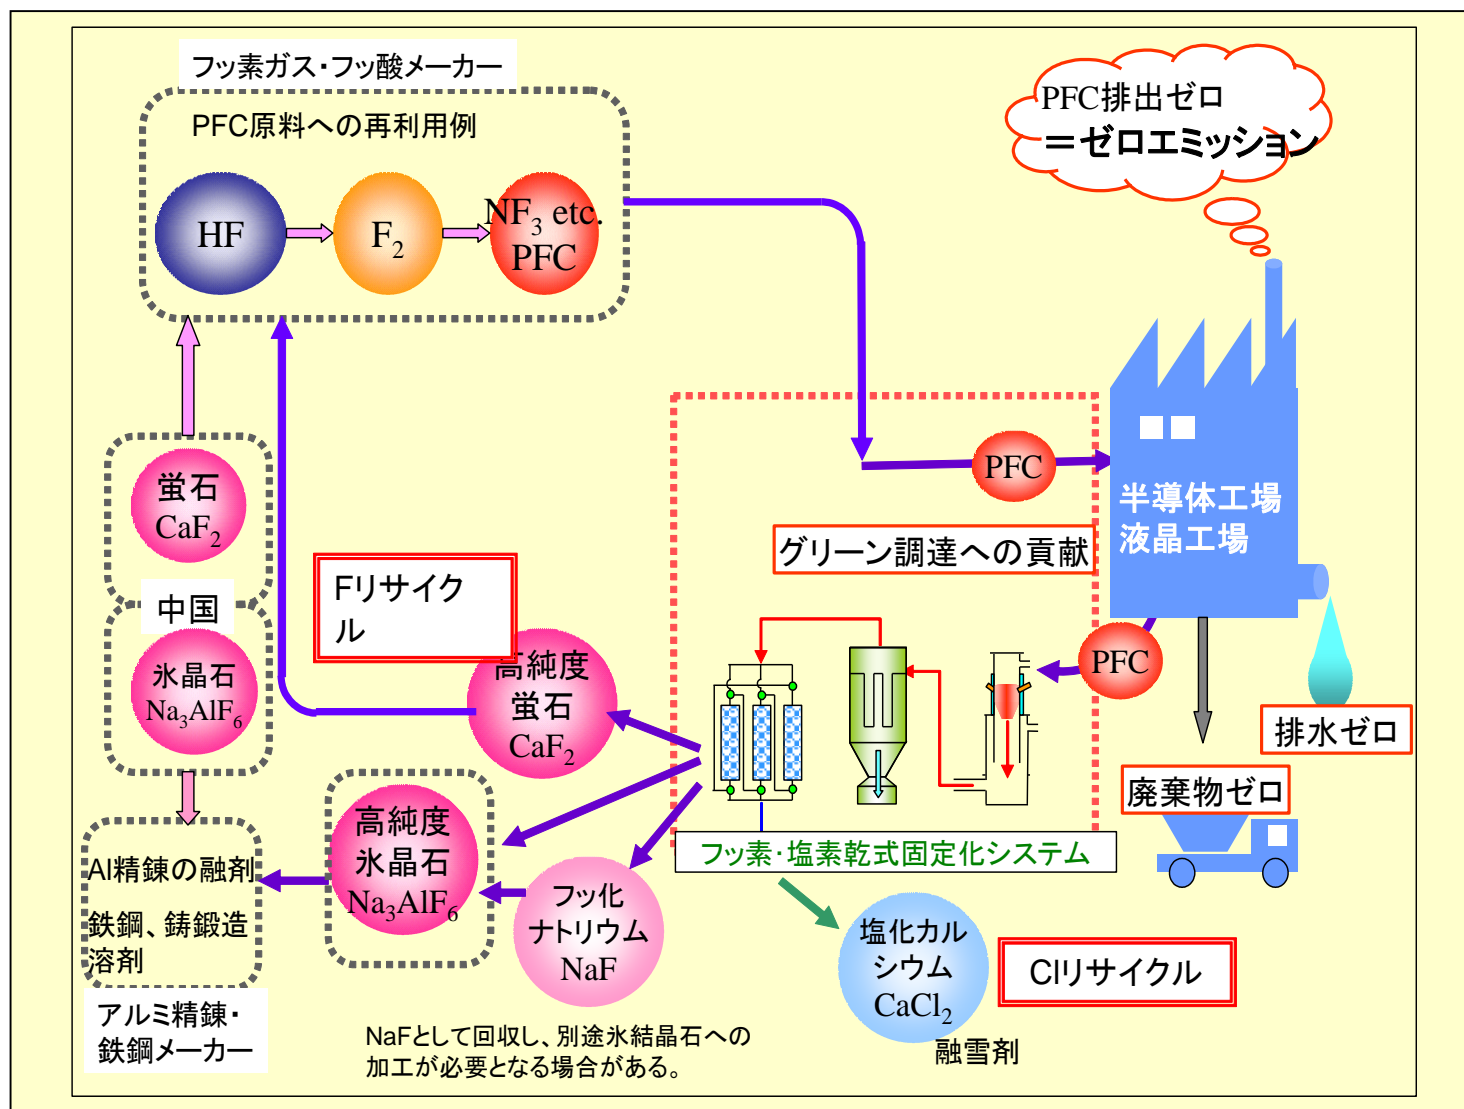 フッ素ガス・フッ酸メーカー
PFC原料への再利用例
HF
F₂
NF₃ etc.
PFC
PFC排出ゼロ
＝ゼロエミッション
蛍石
CaF₂
中国
氷晶石
Na₃AlF₆
Fリサイク
ル
高純度
蛍石
CaF₂
PFC
半導体工場
液晶工場
グリーン調達への貢献
PFC
排水ゼロ
廃棄物ゼロ
フッ素・塩素乾式固定化システム
高純度
氷晶石
Na₃AlF₆
Al精錬の融剤
鉄鋼、鋳鍛造
溶剤
アルミ精錬・
鉄鋼メーカー
フッ化
ナトリウム
NaF
塩化カル
シウム
CaCl₂
Clリサイクル
融雪剤
NaFとして回収し、別途氷結晶石への
加工が必要となる場合がある。